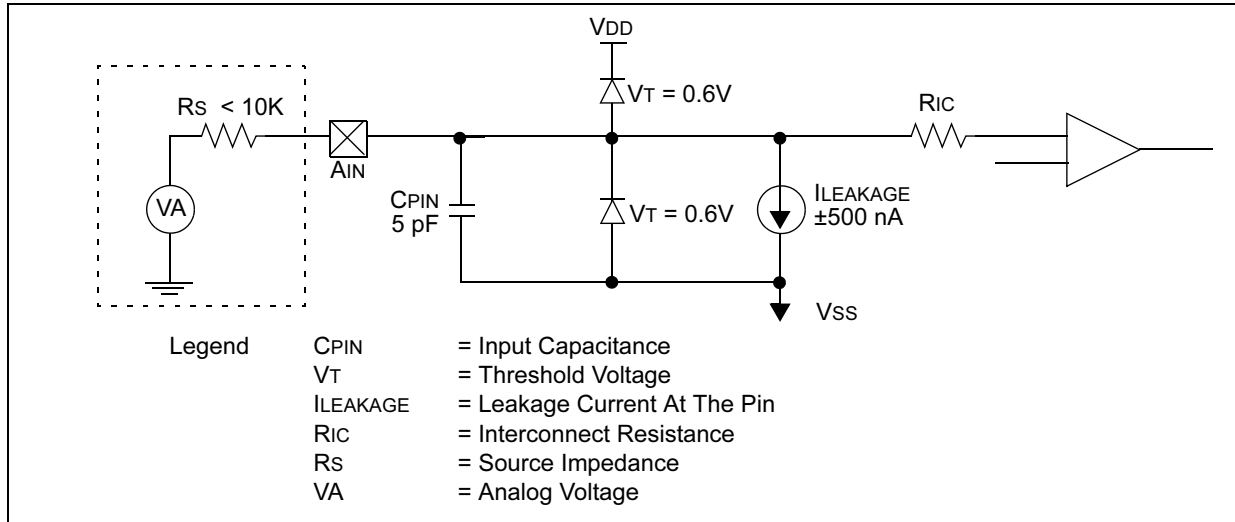 VDD
VT = 0.6V
RS < 10K
RIC
AIN
VA
CPIN
5 pF
VT = 0.6V
ILEAKAGE
±500 nA
VSS
Legend
CPIN = Input Capacitance
VT = Threshold Voltage
ILEAKAGE = Leakage Current At The Pin
RIC = Interconnect Resistance
RS = Source Impedance
VA = Analog Voltage